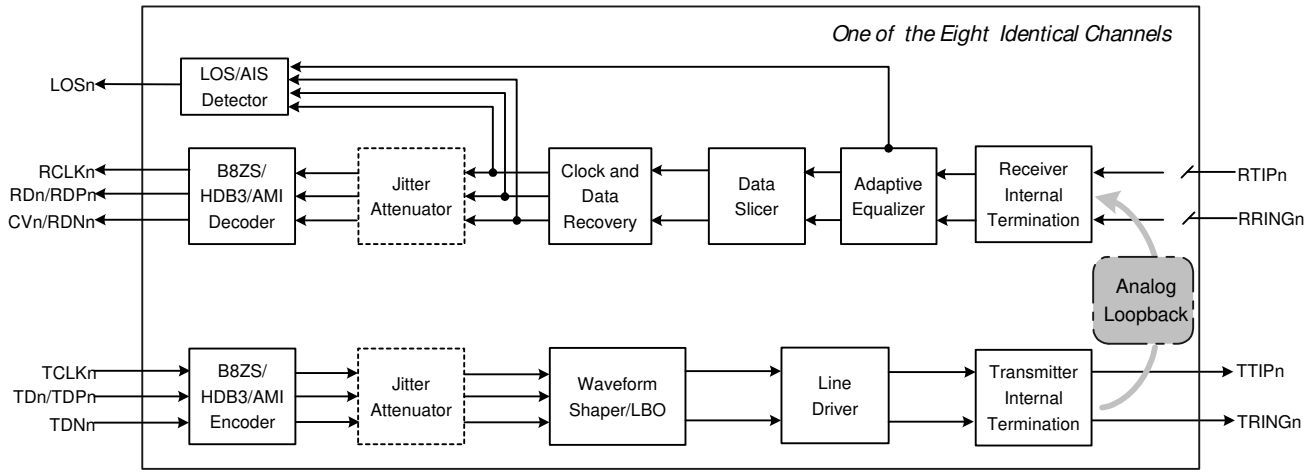 One of the Eight Identical Channels
LOSn
LOS/AIS
Detector
RCLKn
RDn/RDPn
CVn/RDNn
B8ZS/
HDB3/AMI
Decoder
Jitter
Attenuator
Clock and
Data
Recovery
Data
Slicer
Adaptive
Equalizer
Receiver
Internal
Termination
RTIPn
RRINGn
Analog
Loopback
TCLKn
TDn/TDPn
TDNn
B8ZS/
HDB3/AMI
Encoder
Jitter
Attenuator
Waveform
Shaper/LBO
Line
Driver
Transmitter
Internal
Termination
TTIPn
TRINGn